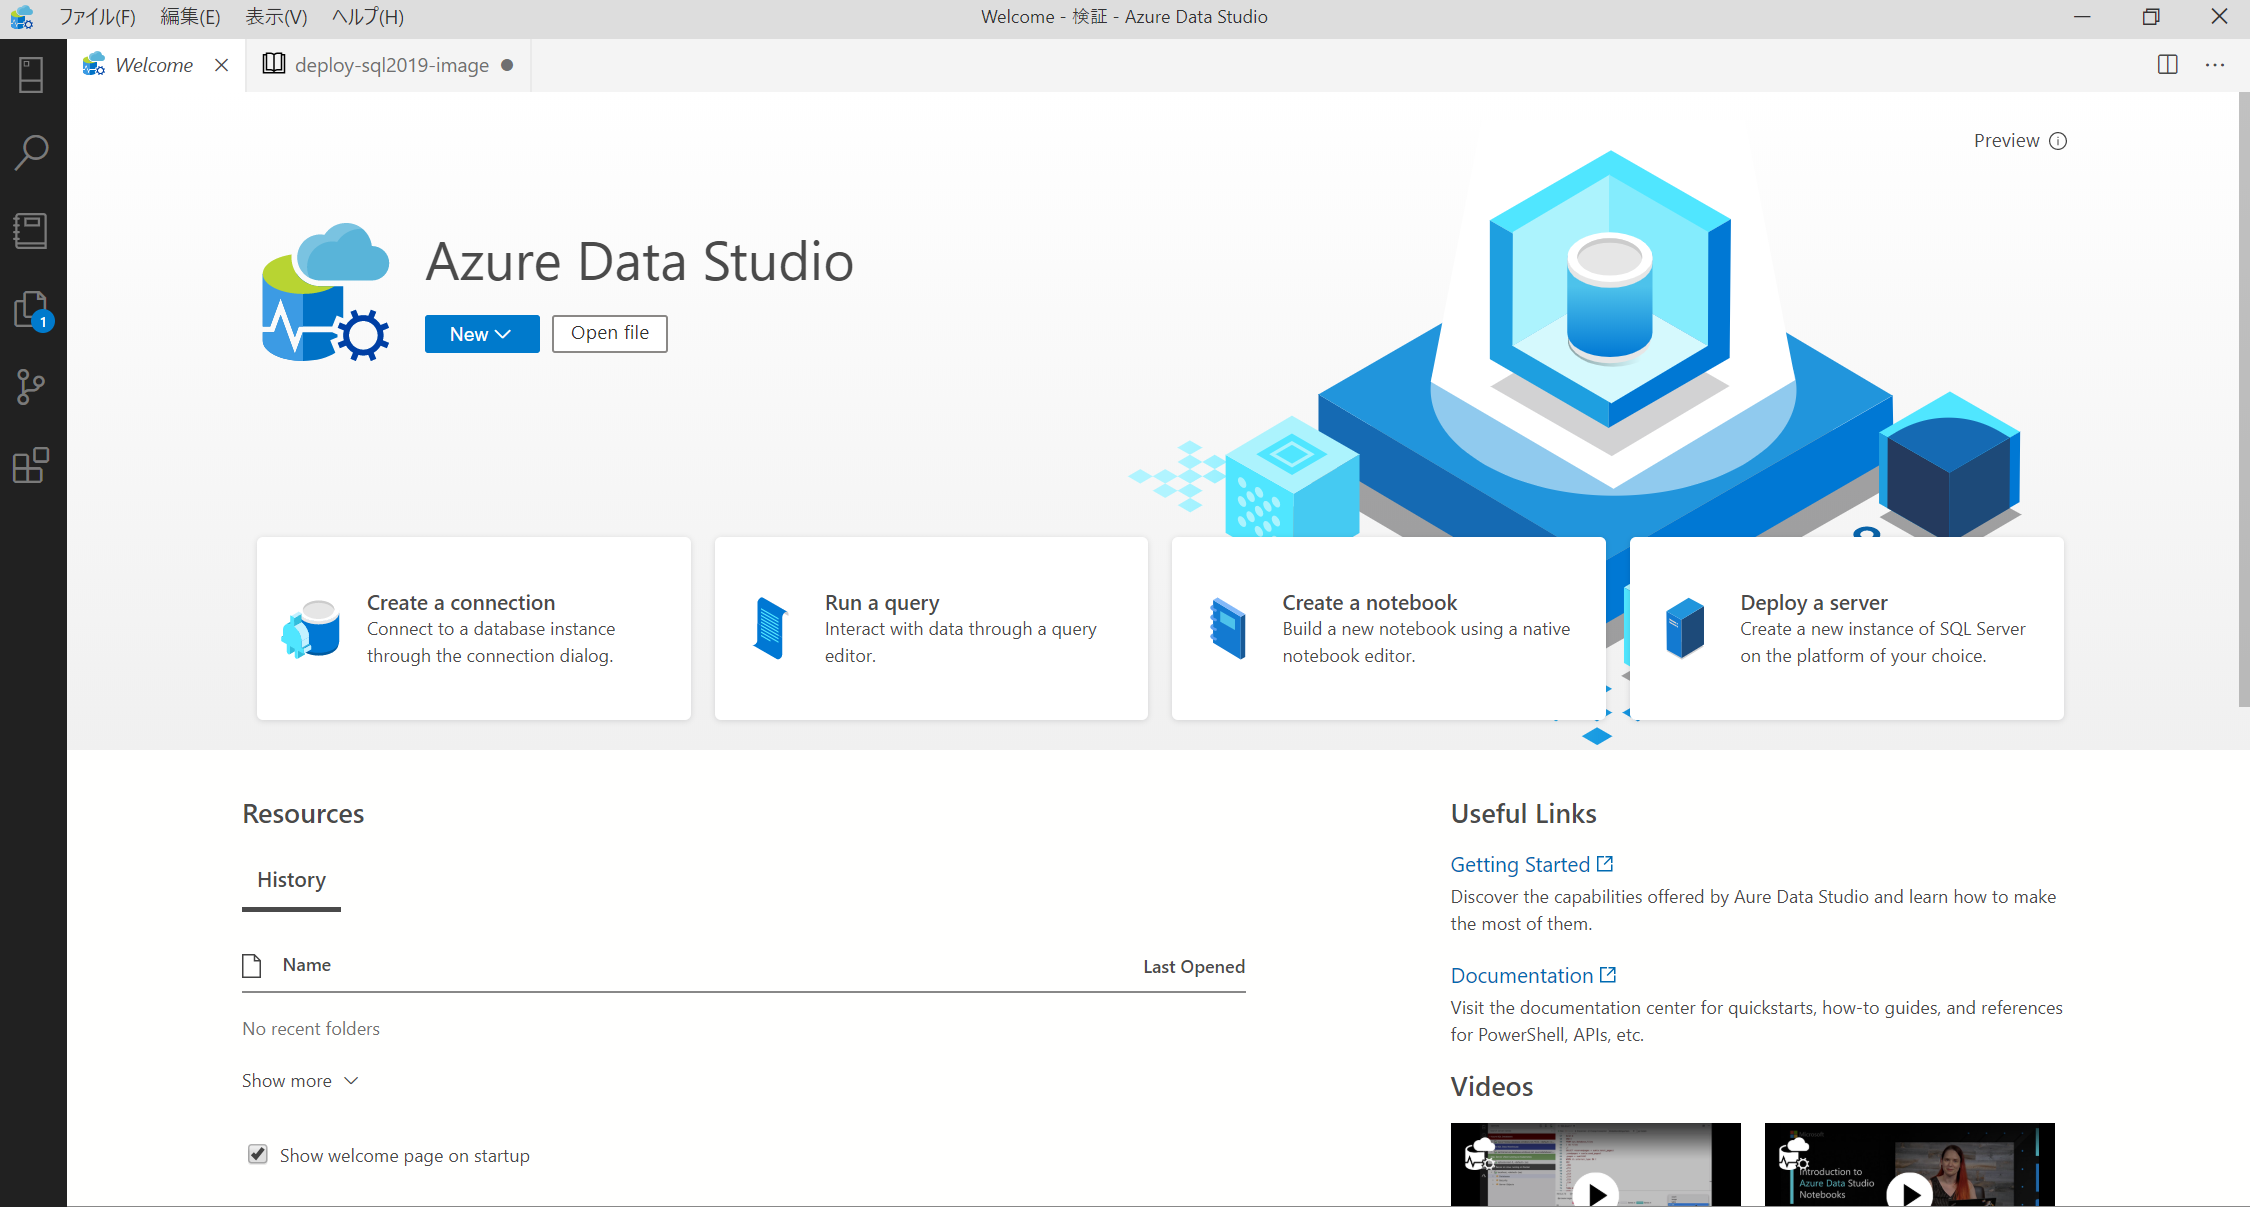 ファイル(F) 編集(E) 表示(V) ヘルプ(H)
Welcome - 検証 - Azure Data Studio
Welcome
deploy-sql2019-image
Preview
Azure Data Studio
New
Open file
1
Create a connection
Connect to a database instance
through the connection dialog.
Run a query
Interact with data through a query
editor.
Create a notebook
Build a new notebook using a native
notebook editor.
Deploy a server
Create a new instance of SQL Server
on the platform of your choice.
Resources
History
Name
Last Opened
No recent folders
Show more
Show welcome page on startup
Useful Links
Getting Started
Discover the capabilities offered by Aure Data Studio and learn how to make
the most of them.
Documentation
Visit the documentation center for quickstarts, how-to guides, and references
for PowerShell, APIs, etc.
Videos
Microsoft
Introduction to
Azure Data Studio
Notebooks